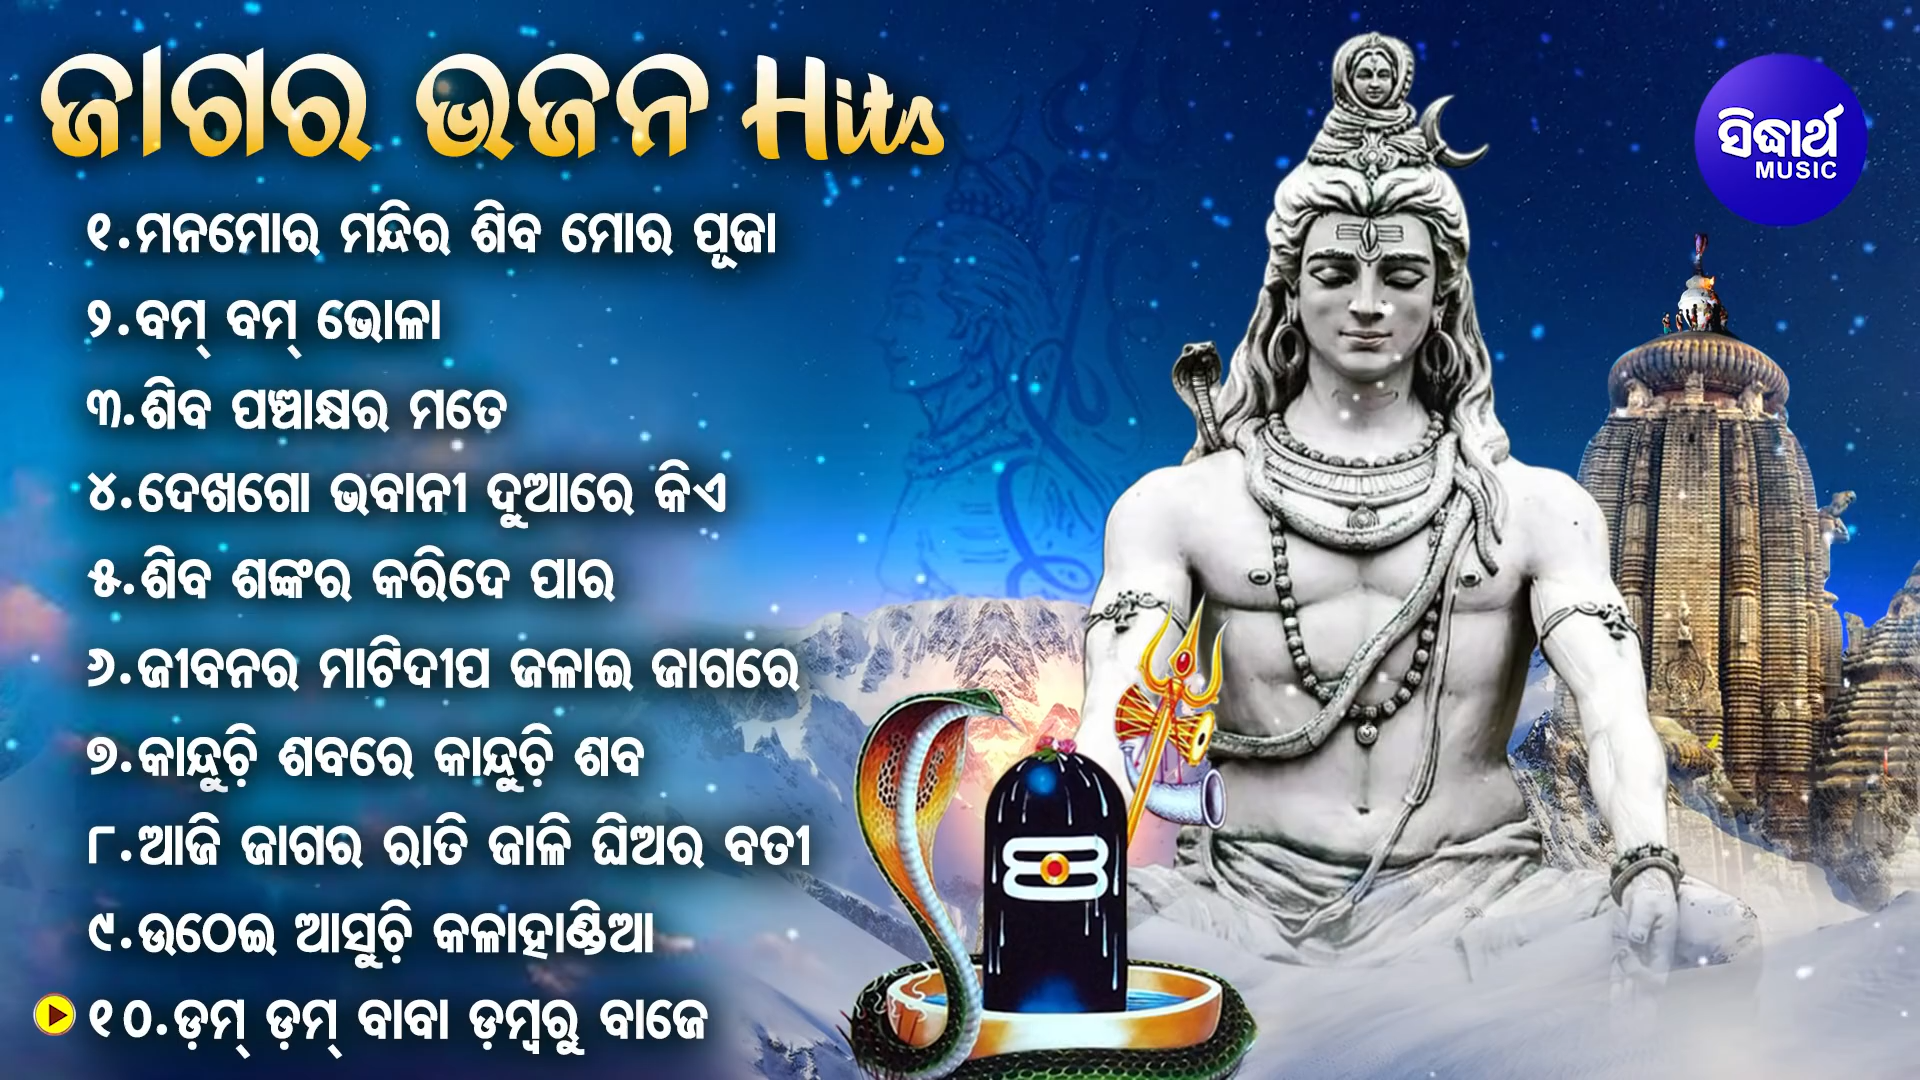 ଜାଗର ଭଜନ Hits
ସିଦ୍ଧାର୍ଥ
MUSIC
୧.ମନମୋର ମନ୍ଦିର ଶିବ ମୋର ପୂଜା
୨.ବମ୍ ବମ୍ ଭୋଳା
୩.ଶିବ ପଞ୍ଚାକ୍ଷର ମତେ
୪.ଦେଖଗୋ ଭବାନୀ ଦୁଆରେ କିଏ
୫.ଶିବ ଶଙ୍କର କରିଦେ ପାର
୬.ଜୀବନର ମାଟିଦୀପ ଜଳାଇ ଜାଗରେ
୭.କାନ୍ଦୁଚ଼ି ଶବରେ କାନ୍ଦୁଚ଼ି ଶବ
୮.ଆଜି ଜାଗର ରାତି ଜାଳି ଘିଅର ବତୀ
୯.ଉଠେଇ ଆସୁଚ଼ି କଳାହାଣ୍ଡିଆ
୧୦.ଡ଼ମ୍ ଡ଼ମ୍ ବାବା ଡ଼ମ୍ବରୁ ବାଜେ